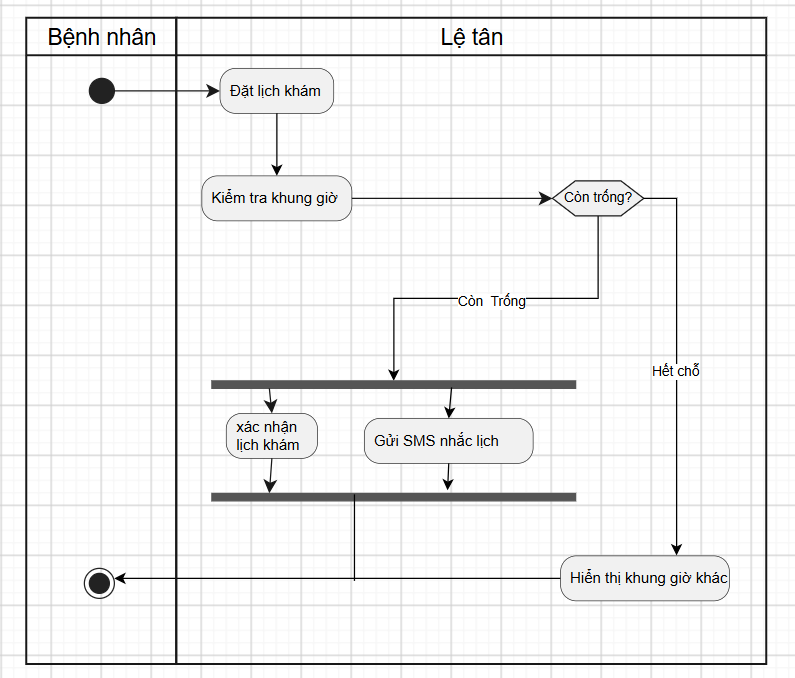 Bệnh nhân
Lệ tân
Đặt lịch khám
Kiểm tra khung giờ
Còn trống?
Còn Trống
Hết chỗ
xác nhận
lịch khám
Gửi SMS nhắc lịch
Hiển thị khung giờ khác